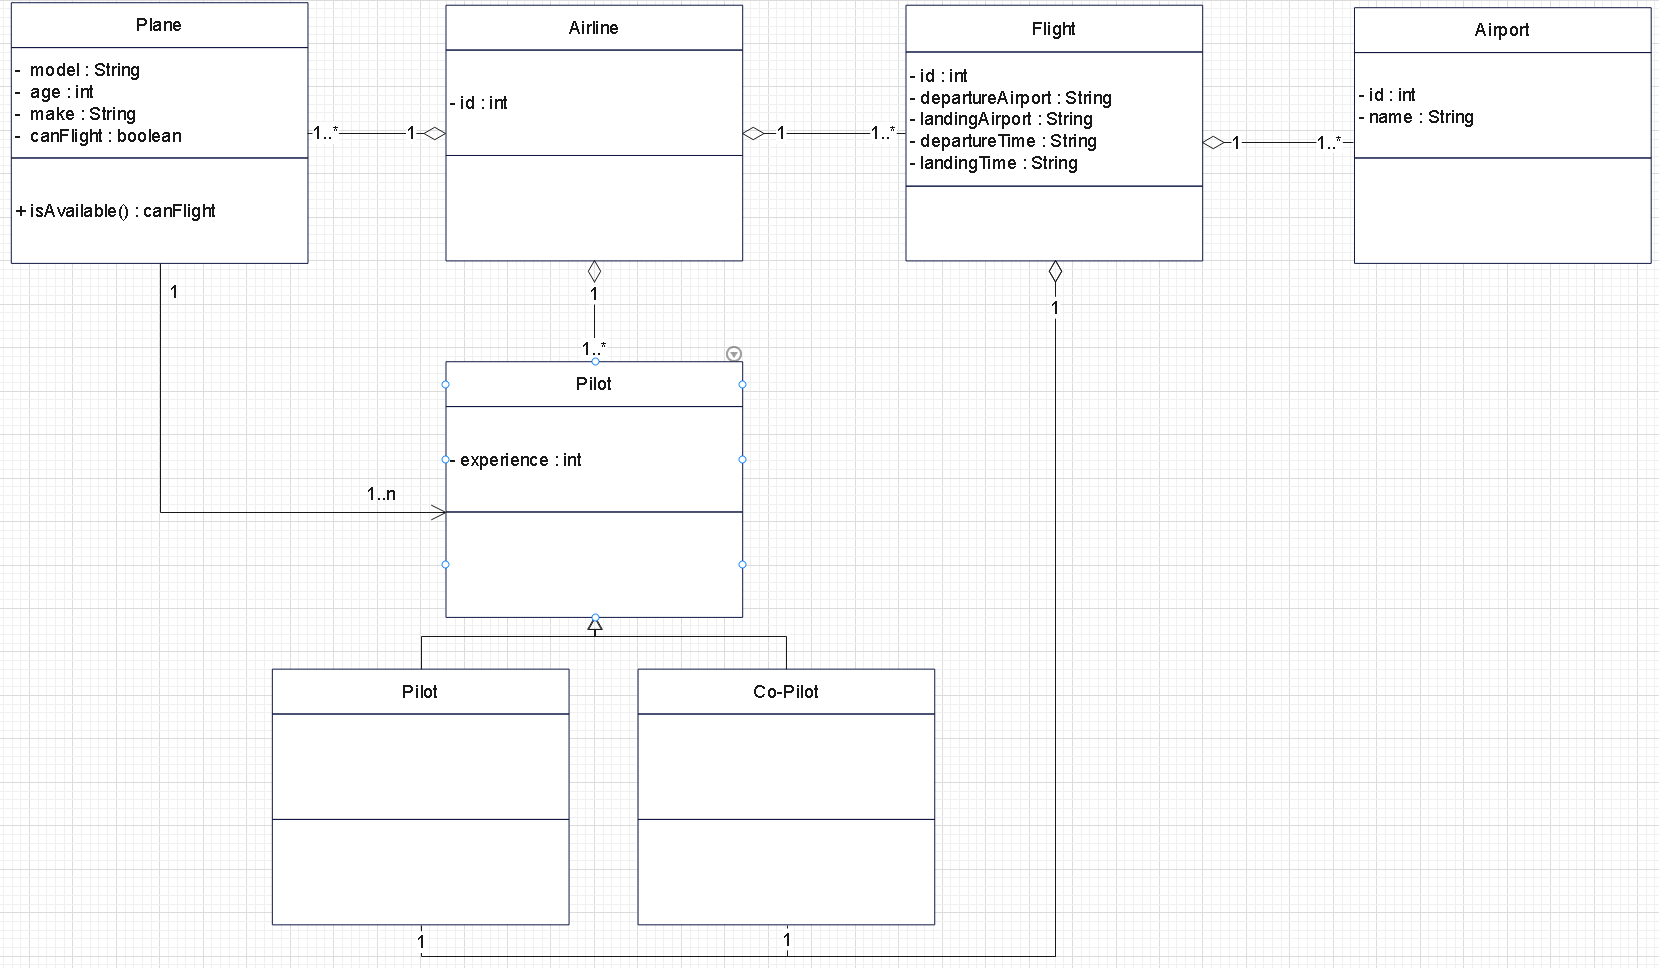 Plane
- model : String
- age : int
- make : String
- canFlight : boolean
+ isAvailable() : canFlight
1..*
1
Airline
- id : int
1
1..*
Flight
- id : int
- departureAirport : String
- landingAirport : String
- departureTime : String
- landingTime : String
1
1..*
Airport
- id : int
- name : String
1
1..n
1
1..*
1
Pilot
- experience : int
Pilot
Co-Pilot
1
1